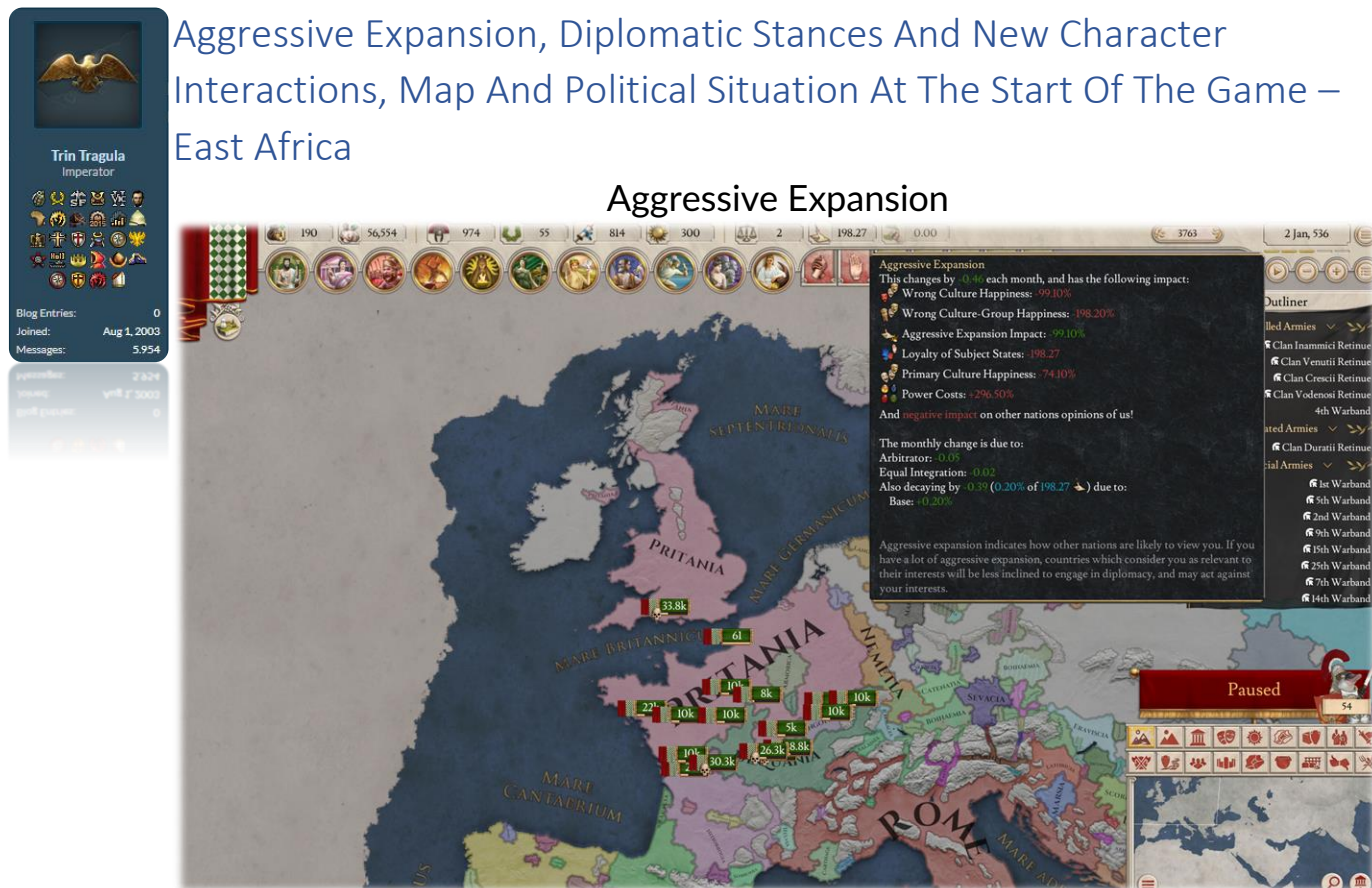 Aggressive Expansion, Diplomatic Stances And New Character
Interactions, Map And Political Situation At The Start Of The Game –
East Africa
Trin Tragula
Imperator
Blog Entries: 0
Joined: Aug 1, 2003
Messages: 5.954
Aggressive Expansion
190 56,554 974 55 814 300 2 198.27 0.00 3763 2 Jan, 536
Aggressive Expansion
This changes by -0.46 each month, and has the following impact:
Wrong Culture Happiness: -99.10%
Wrong Culture-Group Happiness: -198.20%
Aggressive Expansion Impact: -99.10%
Loyalty of Subject States: -198.27
Primary Culture Happiness: -74.10%
Power Costs: +296.50%
And negative impact on other nations opinions of us!
The monthly change is due to:
Arbitrator: -0.05
Equal Integration: -0.02
Also decaying by -0.39 (0.20% of 198.27 ) due to:
Base: +0.20%
Aggressive expansion indicates how other nations are likely to view you. If you
have a lot of aggressive expansion, countries which consider you as relevant to
their interests will be less inclined to engage in diplomacy, and may act against
your interests.
Outliner
Armies
Clan Inammici Retinue
Clan Venutii Retinue
Clan Crescii Retinue
Clan Vodenosi Retinue
4th Warband
Armies
Clan Duratii Retinue
Armies
1st Warband
5th Warband
2nd Warband
9th Warband
15th Warband
25th Warband
7th Warband
14th Warband
MARE
SEPTENTRIONALIS
MARE GERMANICUM
PRITANIA
33.8k
61
PRITANIA
NEMETA
10k
8k
10k
10k
10k
10k
5k
26.3k
8.8k
30.3k
BOIHAEMIA
SEVACIA
MARE
CANTABRIUM
ROME
Paused
54